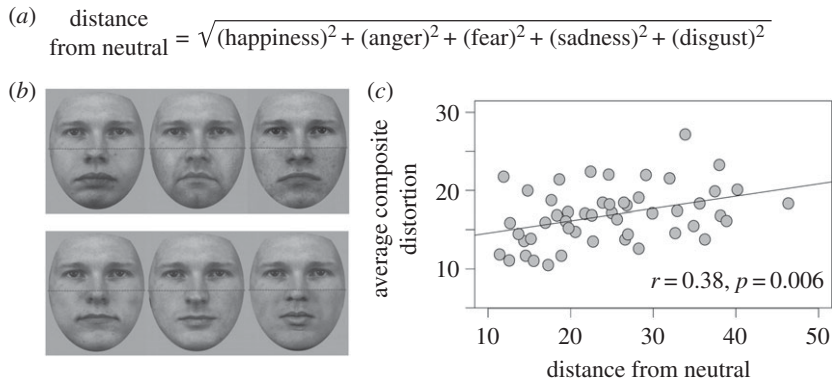 (a) distance from neutral = √(happiness)² + (anger)² + (fear)² + (sadness)² + (disgust)²
(b)
(c)
30
20
10
average composite distortion
r = 0.38, p = 0.006
10 20 30 40 50
distance from neutral